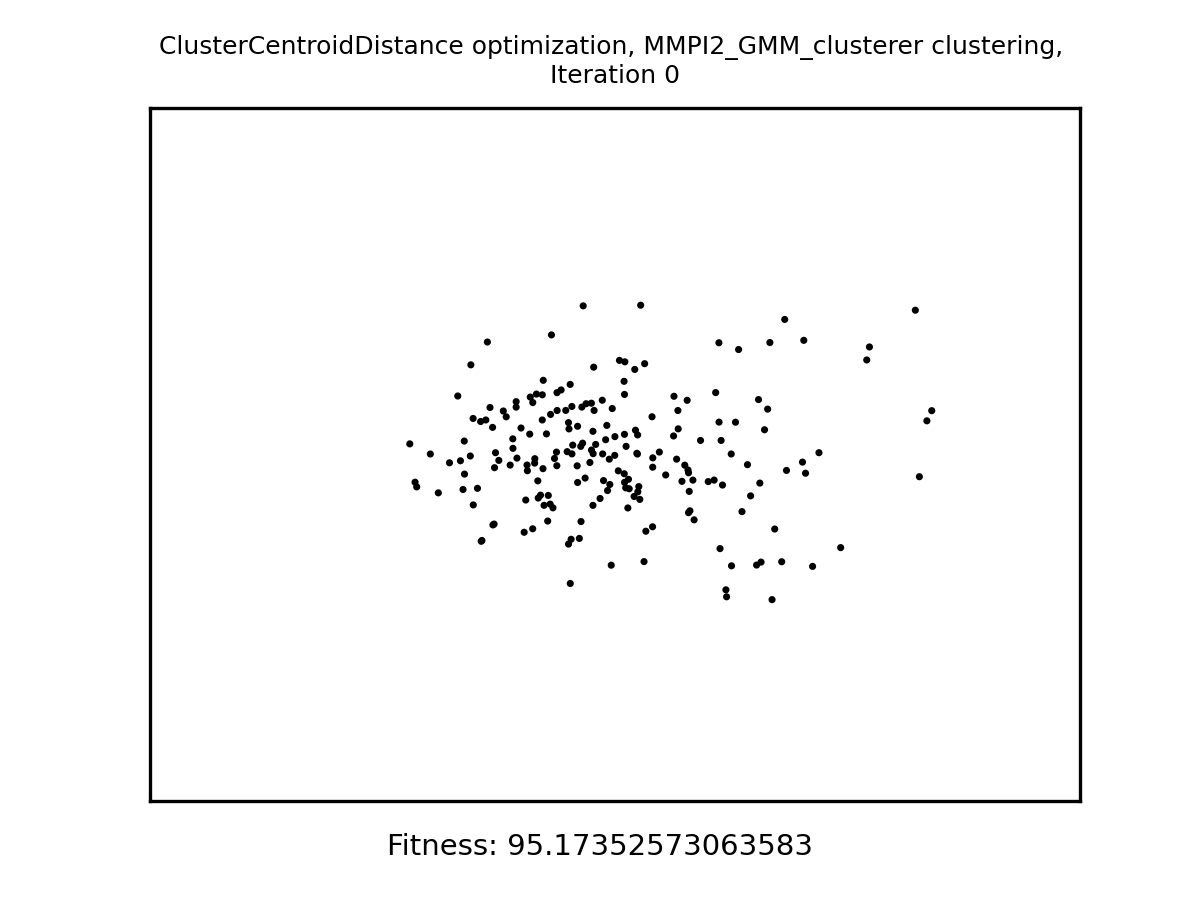 ClusterCentroidDistance optimization, MMPI2_GMM_clusterer clustering,
Iteration 0
Fitness: 95.17352573063583